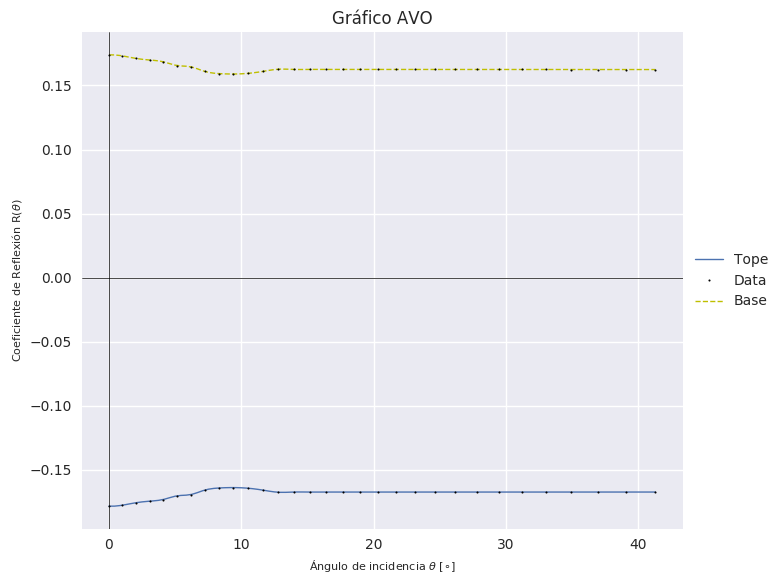 Gráfico AVO
0.15
0.10
0.05
0.00
−0.05
−0.10
−0.15
Coeficiente de Reflexión R(θ)
0
10
20
30
40
Ángulo de incidencia θ [∘]
Tope
Data
Base